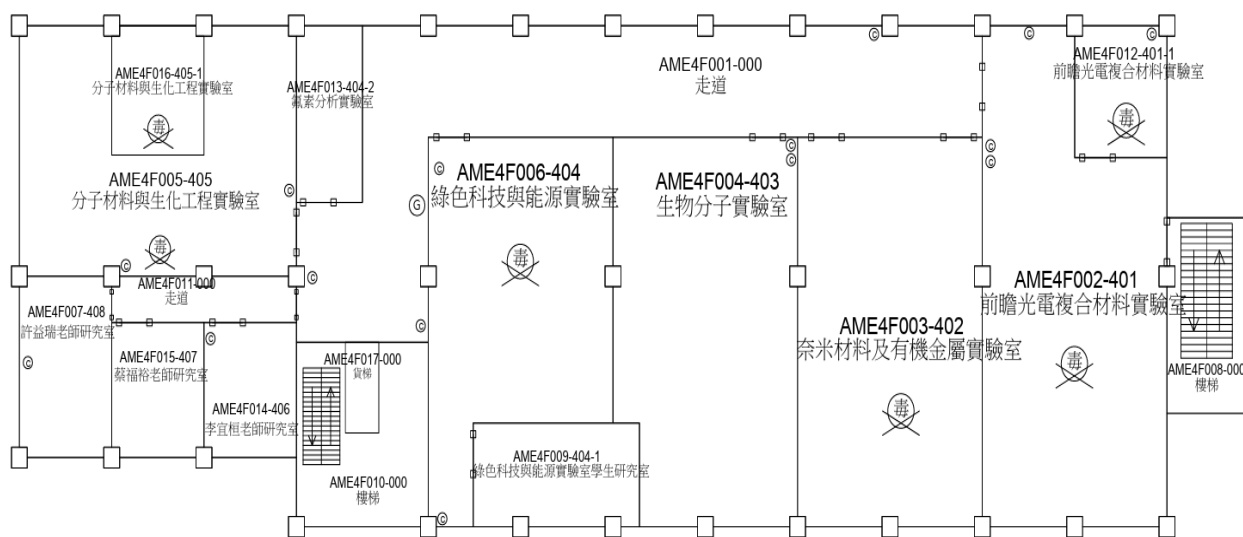 AME4F016-405-1
分子材料與生化工程實驗室
毒
AME4F013-404-2
氟素分析實驗室
AME4F001-000
走道
C
C
C
AME4F012-401-1
前瞻光電複合材料實驗室
毒
AME4F005-405
分子材料與生化工程實驗室
毒
C
C
G
AME4F006-404
綠色科技與能源實驗室
毒
C
C
AME4F004-403
生物分子實驗室
C
C
C
AME4F011-000
走道
C
AME4F007-408
許益瑞老師研究室
C
AME4F015-407
蔡福裕老師研究室
C
AME4F014-406
李宜桓老師研究室
AME4F017-000
貨梯
C
AME4F010-000
樓梯
C
AME4F009-404-1
綠色科技與能源實驗室學生研究室
AME4F003-402
奈米材料及有機金屬實驗室
毒
AME4F002-401
前瞻光電複合材料實驗室
毒
AME4F008-000
樓梯